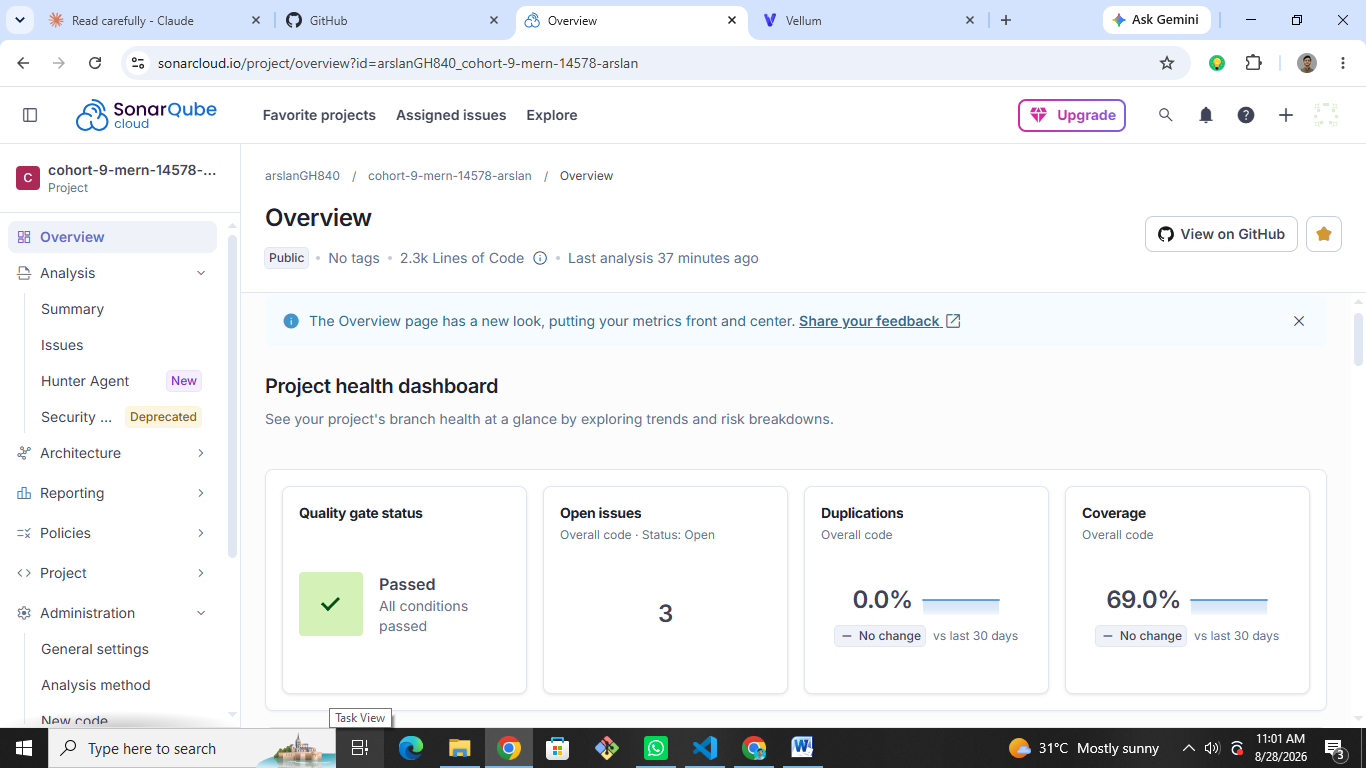 Read carefully - Claude
GitHub
Overview
Vellum
Ask Gemini
sonarcloud.io/project/overview?id=arslanGH840_cohort-9-mern-14578-arslan
SonarQube
cloud
Favorite projects
Assigned issues
Explore
Upgrade
C
cohort-9-mern-14578-...
Project
Overview
Analysis
Summary
Issues
Hunter Agent New
Security ... Deprecated
Architecture
Reporting
Policies
Project
Administration
General settings
Analysis method
New code
arslanGH840 / cohort-9-mern-14578-arslan / Overview
Overview
Public • No tags • 2.3k Lines of Code • Last analysis 37 minutes ago
View on GitHub
The Overview page has a new look, putting your metrics front and center. Share your feedback
Project health dashboard
See your project's branch health at a glance by exploring trends and risk breakdowns.
Quality gate status
Passed
All conditions
passed
Open issues
Overall code · Status: Open
3
Duplications
Overall code
0.0%
No change vs last 30 days
Coverage
Overall code
69.0%
No change vs last 30 days
Task View
Type here to search
31°C Mostly sunny
11:01 AM
8/28/2026
3